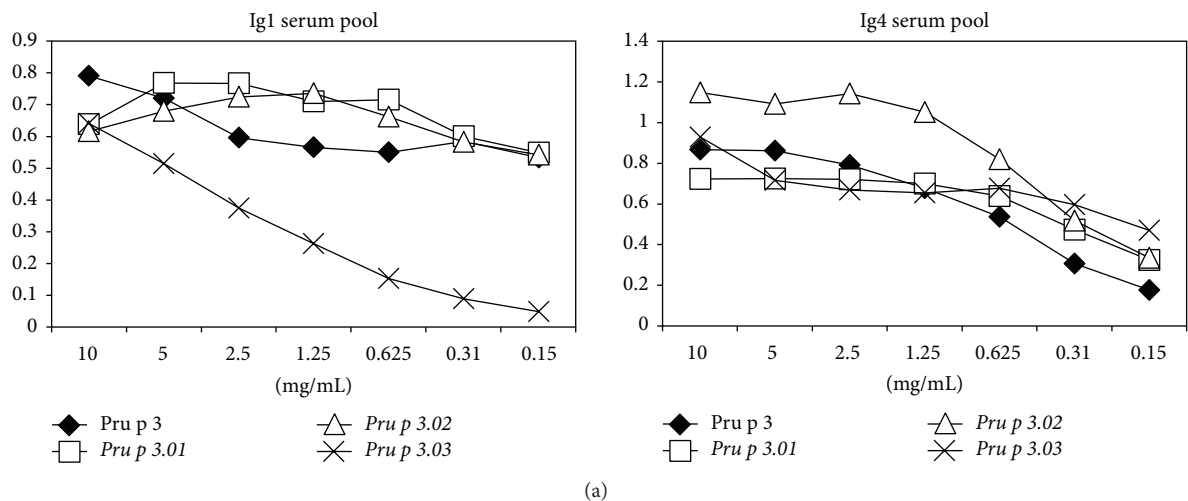 Ig1 serum pool
0.9
0.8
0.7
0.6
0.5
0.4
0.3
0.2
0.1
0
10 5 2.5 1.25 0.625 0.31 0.15
(mg/mL)
Pru p 3
Pru p 3.01
Pru p 3.02
Pru p 3.03
Ig4 serum pool
1.4
1.2
1
0.8
0.6
0.4
0.2
0
10 5 2.5 1.25 0.625 0.31 0.15
(mg/mL)
Pru p 3
Pru p 3.01
Pru p 3.02
Pru p 3.03
(a)